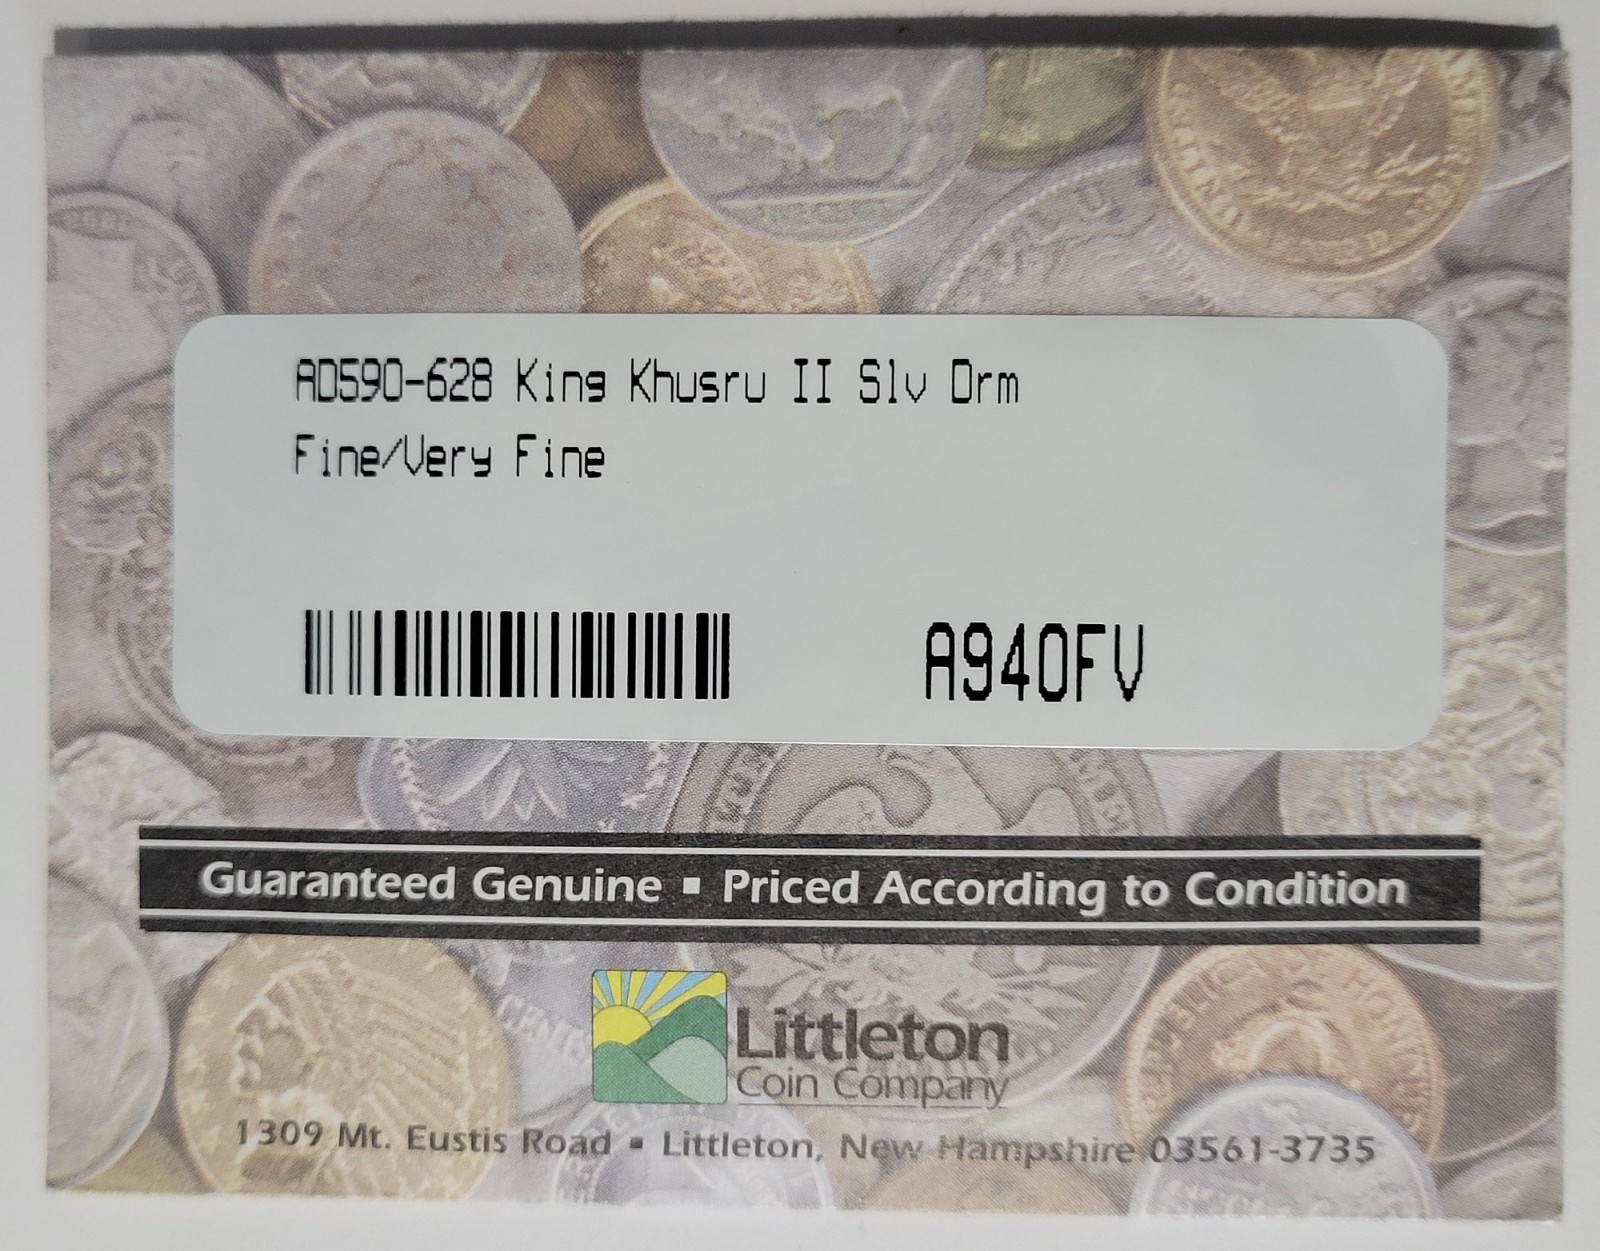 AD590-628 King Khusru II Slv Drm
Fine/Very Fine
A940FV
Guaranteed Genuine ▪ Priced According to Condition
Littleton
Coin Company
1309 Mt. Eustis Road ▪ Littleton, New Hampshire 03561-3735